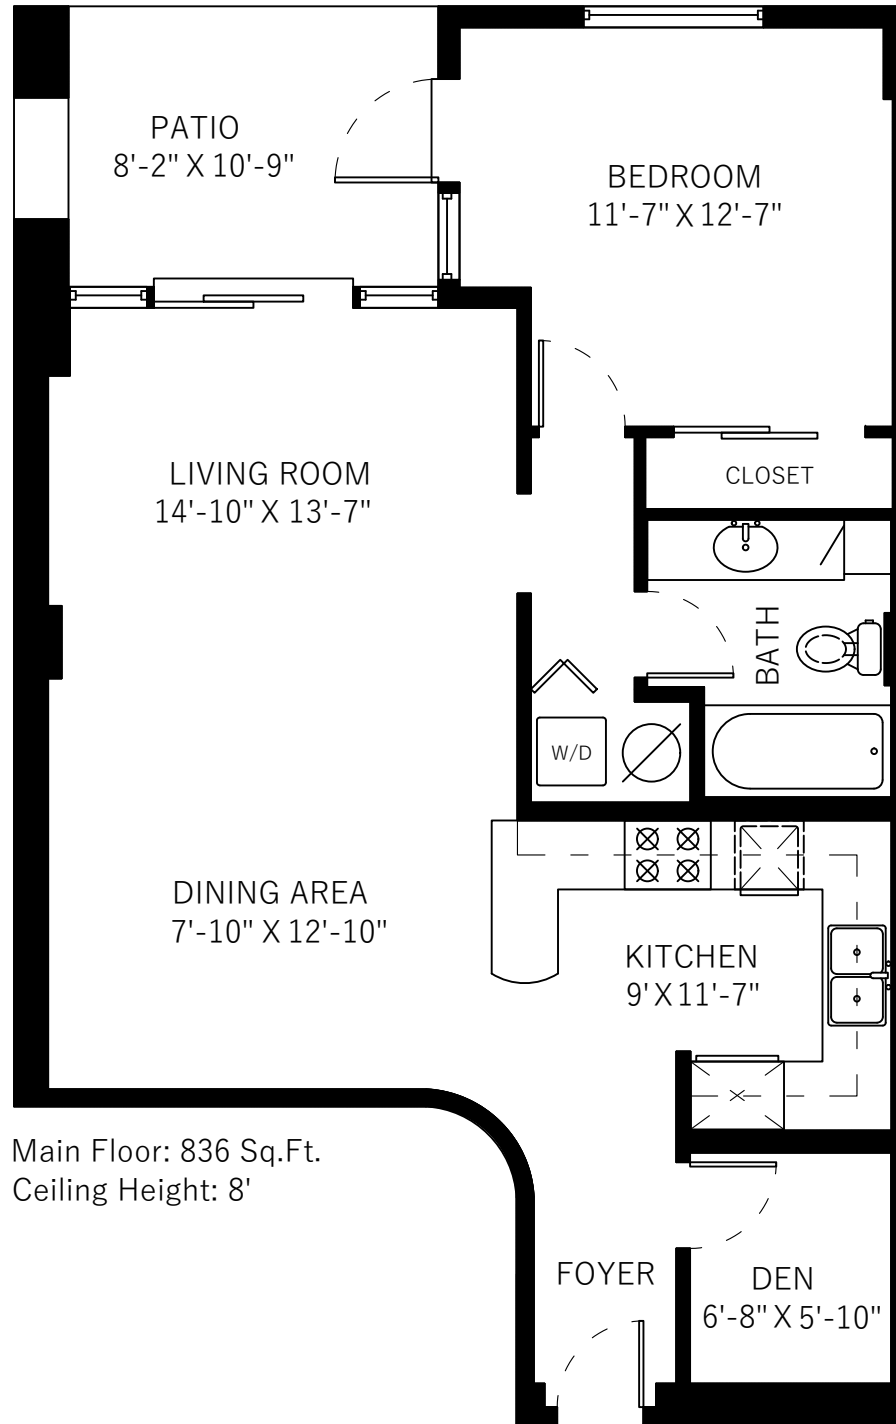 PATIO
8'-2" X 10'-9"
BEDROOM
11'-7" X 12'-7"
LIVING ROOM
14'-10" X 13'-7"
CLOSET
BATH
W/D
DINING AREA
7'-10" X 12'-10"
KITCHEN
9' X 11'-7"
Main Floor: 836 Sq.Ft.
Ceiling Height: 8'
FOYER
DEN
6'-8" X 5'-10"